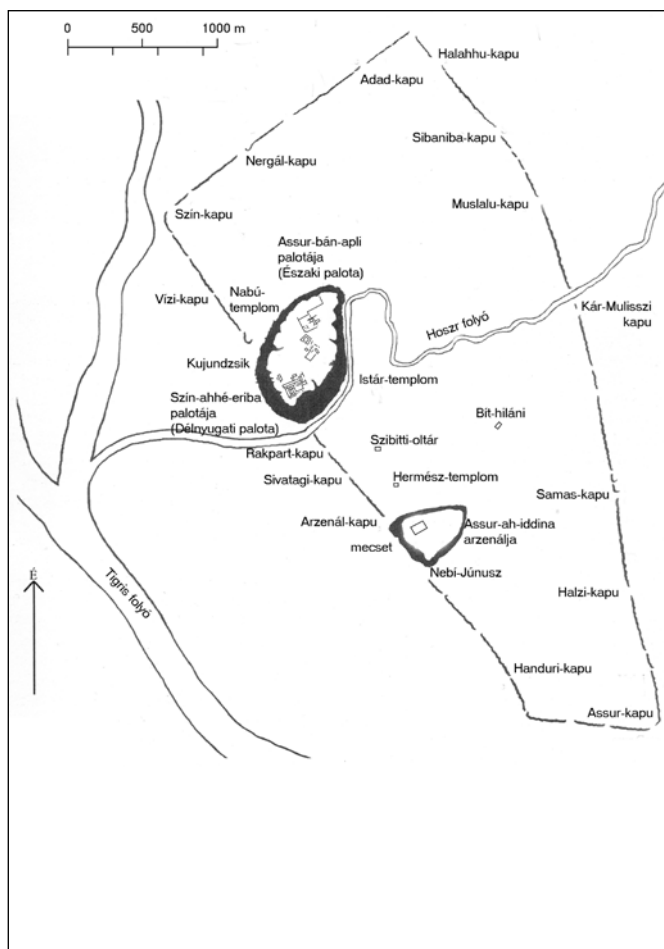 0 500 1000 m
Halahhu-kapu
Adad-kapu
Sibaniba-kapu
Nergál-kapu
Muslalu-kapu
Szín-kapu
Assur-bán-apli
palotája
(Északi palota)
Vízi-kapu
Nabú-
templom
Kár-Mulisszi
kapu
Hoszr folyó
Kujundzsik
Istár-templom
Szín-ahhé-eriba
palotája
(Délnyugati palota)
Bít-hiláni
Szibitti-oltár
Rakpart-kapu
Sivatagi-kapu
Hermész-templom
Samas-kapu
Arzenál-kapu
Assur-ah-iddina
arzenálja
mecset
Nebi-Júnusz
É
Tigris folyó
Halzi-kapu
Handuri-kapu
Assur-kapu